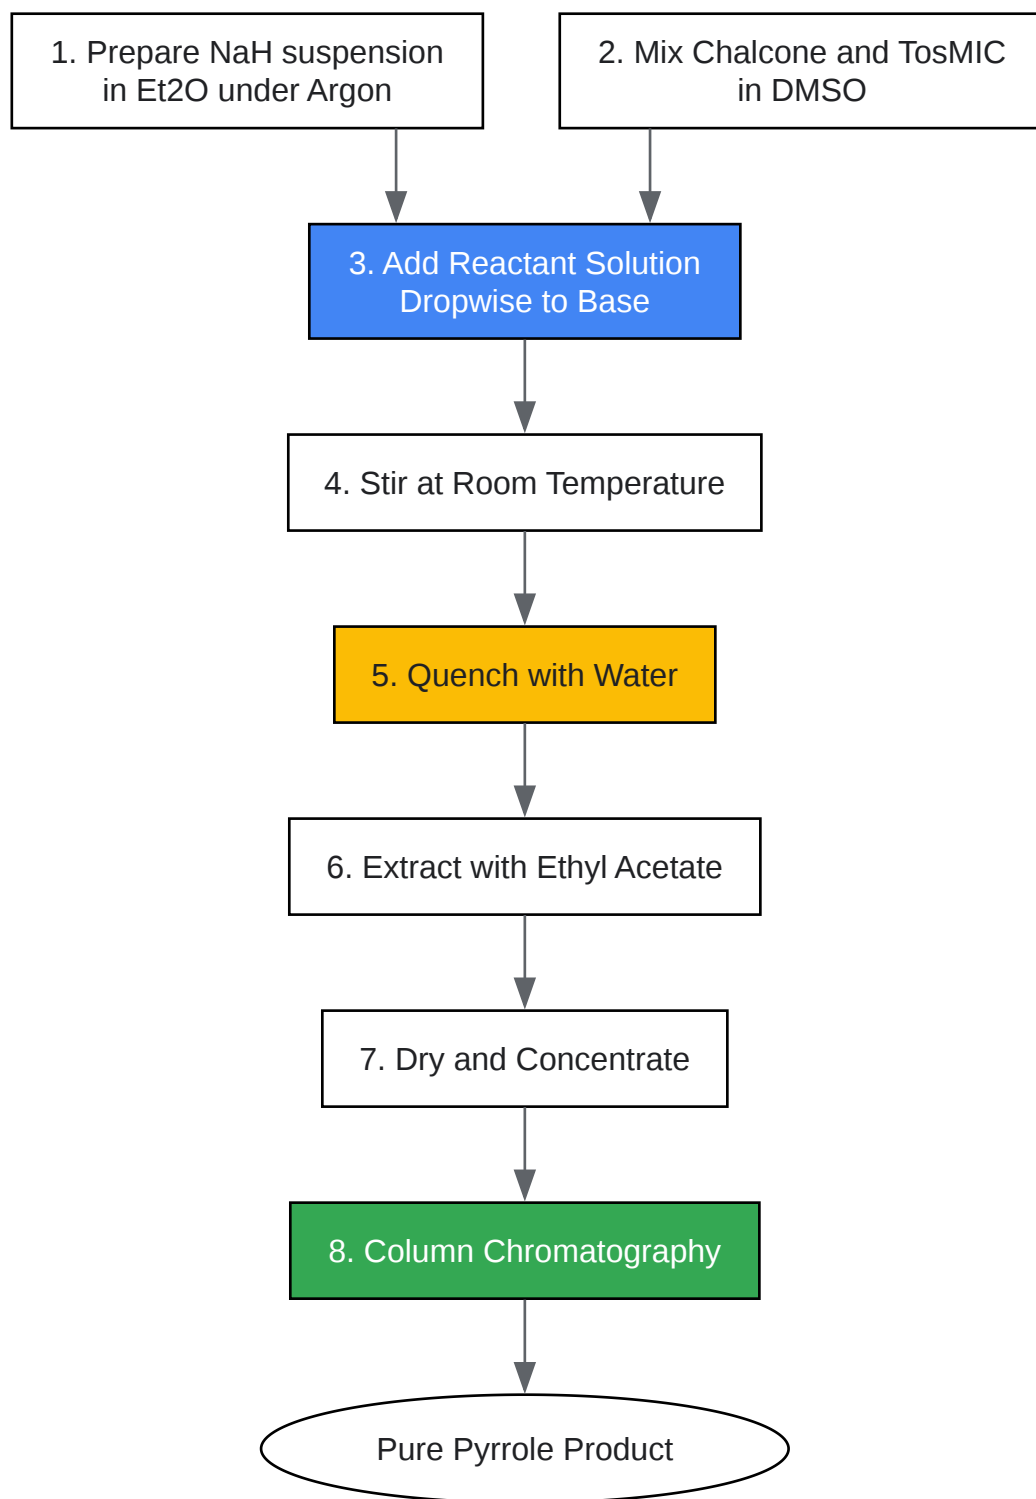 1. Prepare NaH suspension
in Et2O under Argon
2. Mix Chalcone and TosMIC
in DMSO
3. Add Reactant Solution
Dropwise to Base
4. Stir at Room Temperature
5. Quench with Water
6. Extract with Ethyl Acetate
7. Dry and Concentrate
8. Column Chromatography
Pure Pyrrole Product